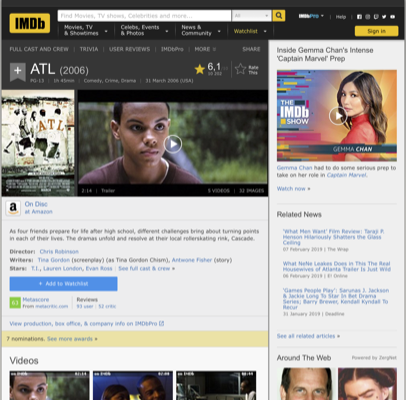 IMDb
Find Movies, TV shows, Celebrities and more...
All
IMDbPro
Help
Movies, TV & Showtimes
Celebs, Events & Photos
News & Community
Watchlist
Sign in
FULL CAST AND CREW | TRIVIA | USER REVIEWS | IMDbPro | MORE
SHARE
ATL (2006)
6,1
Rate This
PG-13 | 1h 45min | Comedy, Crime, Drama | 31 March 2006 (USA)
ATL
2:14 | Trailer
5 VIDEOS | 32 IMAGES
a
On Disc
at Amazon
As four friends prepare for life after high school, different challenges bring about turning points
in each of their lives. The dramas unfold and resolve at their local rollerskating rink, Cascade.
Director: Chris Robinson
Writers: Tina Gordon (screenplay) (as Tina Gordon Chism), Antwone Fisher (story)
Stars: T.I., Lauren London, Evan Ross | See full cast & crew »
+ Add to Watchlist
63
Metascore
From metacritic.com
Reviews
93 user | 52 critic
View production, box office, & company info on IMDbPro
7 nominations. See more awards »
Videos
Inside Gemma Chan's Intense
'Captain Marvel' Prep
THE
IMDb
SHOW
GEMMA CHAN
Gemma Chan had to do some serious prep to
take on her role in Captain Marvel.
Watch now »
Related News
'What Men Want' Film Review: Taraji P.
Henson Hilariously Shatters the Glass
Ceiling
07 February 2019 | The Wrap
What NeNe Leakes Does in This The Real
Housewives of Atlanta Trailer Is Just Wild
06 February 2019 | E! Online
'Games People Play': Sarunas J. Jackson
& Jackie Long To Star In Bet Drama
Series; Barry Brewer, Kendall Kyndall To
Recur
31 January 2019 | Deadline
See all related articles »
Around The Web
Powered by ZergNet